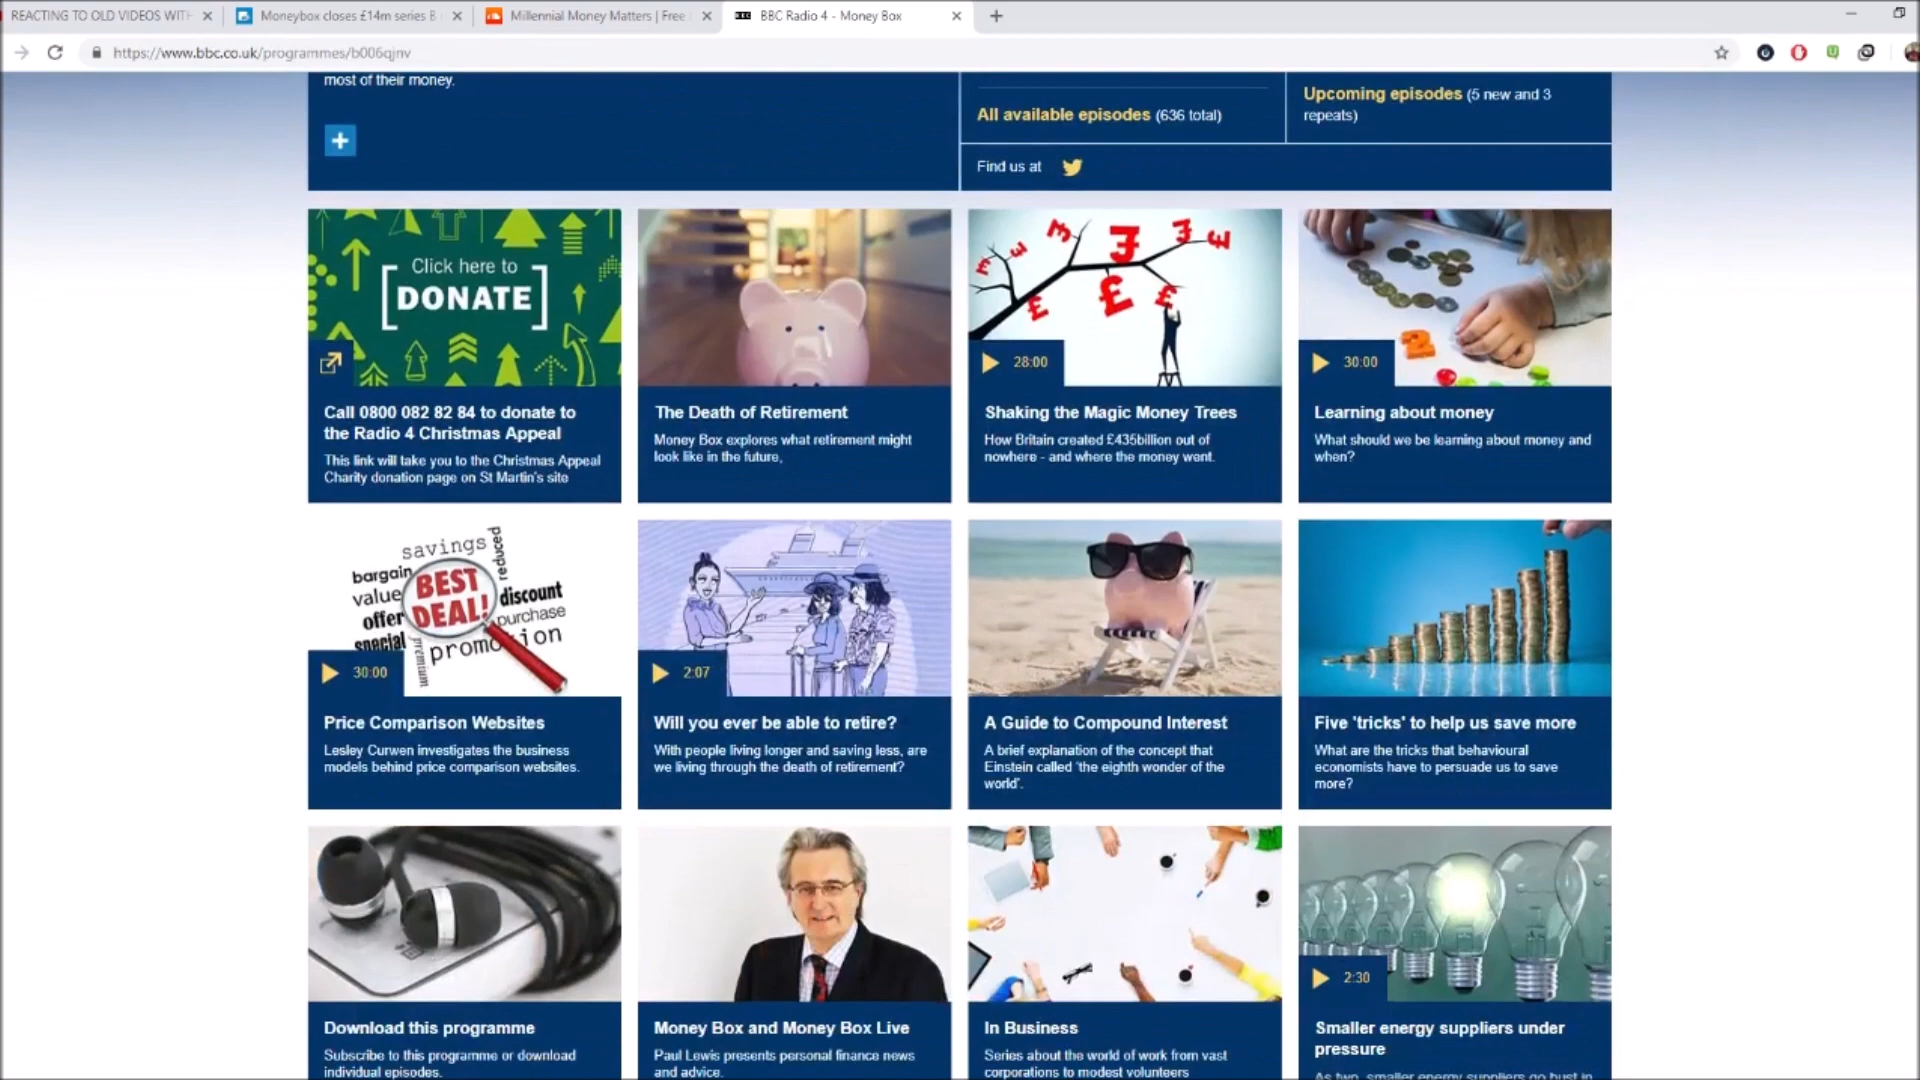 REACTING TO OLD VIDEOS WITH
Moneybox closes £14m series B
Millennial Money Matters | Free
BBC Radio 4 - Money Box
https://www.bbc.co.uk/programmes/b006qjnv
most of their money.
All available episodes (636 total)
Upcoming episodes (5 new and 3
repeats)
Find us at
Click here to
DONATE
Call 0800 082 82 84 to donate to
the Radio 4 Christmas Appeal
This link will take you to the Christmas Appeal
Charity donation page on St Martin's site
The Death of Retirement
Money Box explores what retirement might
look like in the future,
£ £ £ £ £ £ £ £ £
28:00
Shaking the Magic Money Trees
How Britain created £435billion out of
nowhere - and where the money went.
2
30:00
Learning about money
What should we be learning about money and
when?
savings
reduced
bargain
value
offer
special
BEST
DEAL!
discount
purchase
promotion
premium
30:00
Price Comparison Websites
Lesley Curwen investigates the business
models behind price comparison websites.
2:07
Will you ever be able to retire?
With people living longer and saving less, are
we living through the death of retirement?
A Guide to Compound Interest
A brief explanation of the concept that
Einstein called 'the eighth wonder of the
world'.
Five 'tricks' to help us save more
What are the tricks that behavioural
economists have to persuade us to save
more?
Download this programme
Subscribe to this programme or download
individual episodes.
Money Box and Money Box Live
Paul Lewis presents personal finance news
and advice.
In Business
Series about the world of work from vast
corporations to modest volunteers
2:30
Smaller energy suppliers under
pressure
As two smaller energy suppliers go bust in